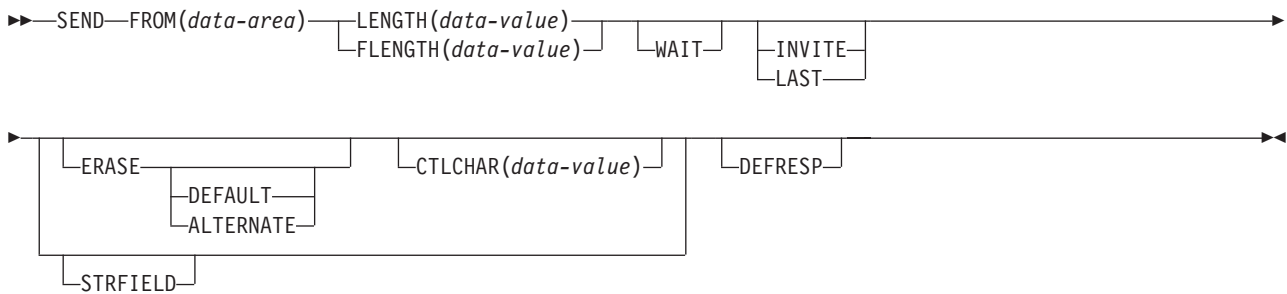 SEND FROM(data-area) LENGTH(data-value)
FLENGTH(data-value) WAIT INVITE
LAST
ERASE CTLCHAR(data-value) DEFRESP
DEFAULT
ALTERNATE
STRFIELD